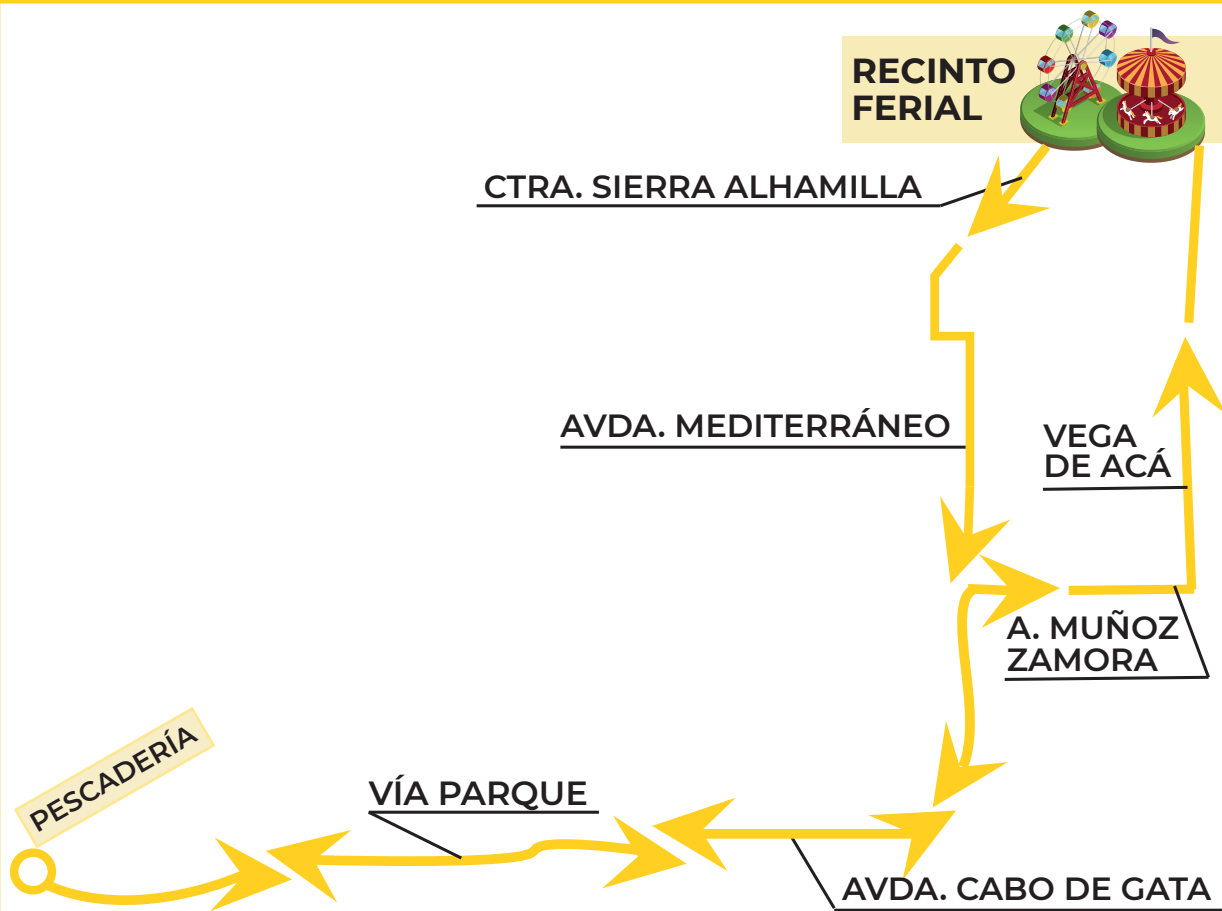 RECINTO
FERIAL
CTRA. SIERRA ALHAMILLA
AVDA. MEDITERRÁNEO
VEGA
DE ACÁ
A. MUÑOZ
ZAMORA
PESCADERÍA
VÍA PARQUE
AVDA. CABO DE GATA